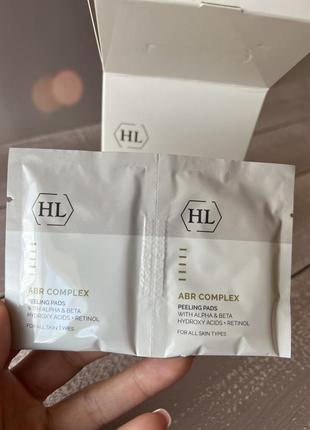 HL
HL
ABR COMPLEX
PEELING PADS
WITH ALPHA & BETA
HYDROXY ACIDS + RETINOL
FOR ALL SKIN TYPES
HL
ABR COMPLEX
PEELING PADS
WITH ALPHA & BETA
HYDROXY ACIDS + RETINOL
FOR ALL SKIN TYPES